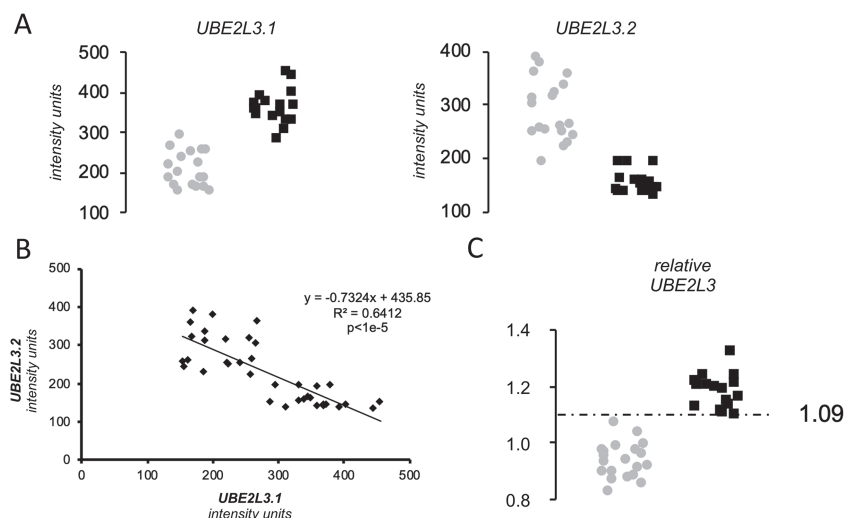 A
UBE2L3.1
UBE2L3.2
500
400
300
200
100
intensity units
400
300
200
100
intensity units
B
500
400
300
200
100
0
UBE2L3.2
intensity units
y = -0.7324x + 435.85
R² = 0.6412
p<1e-5
0 100 200 300 400 500
UBE2L3.1
intensity units
C
relative
UBE2L3
1.4
1.2
1.0
0.8
1.09